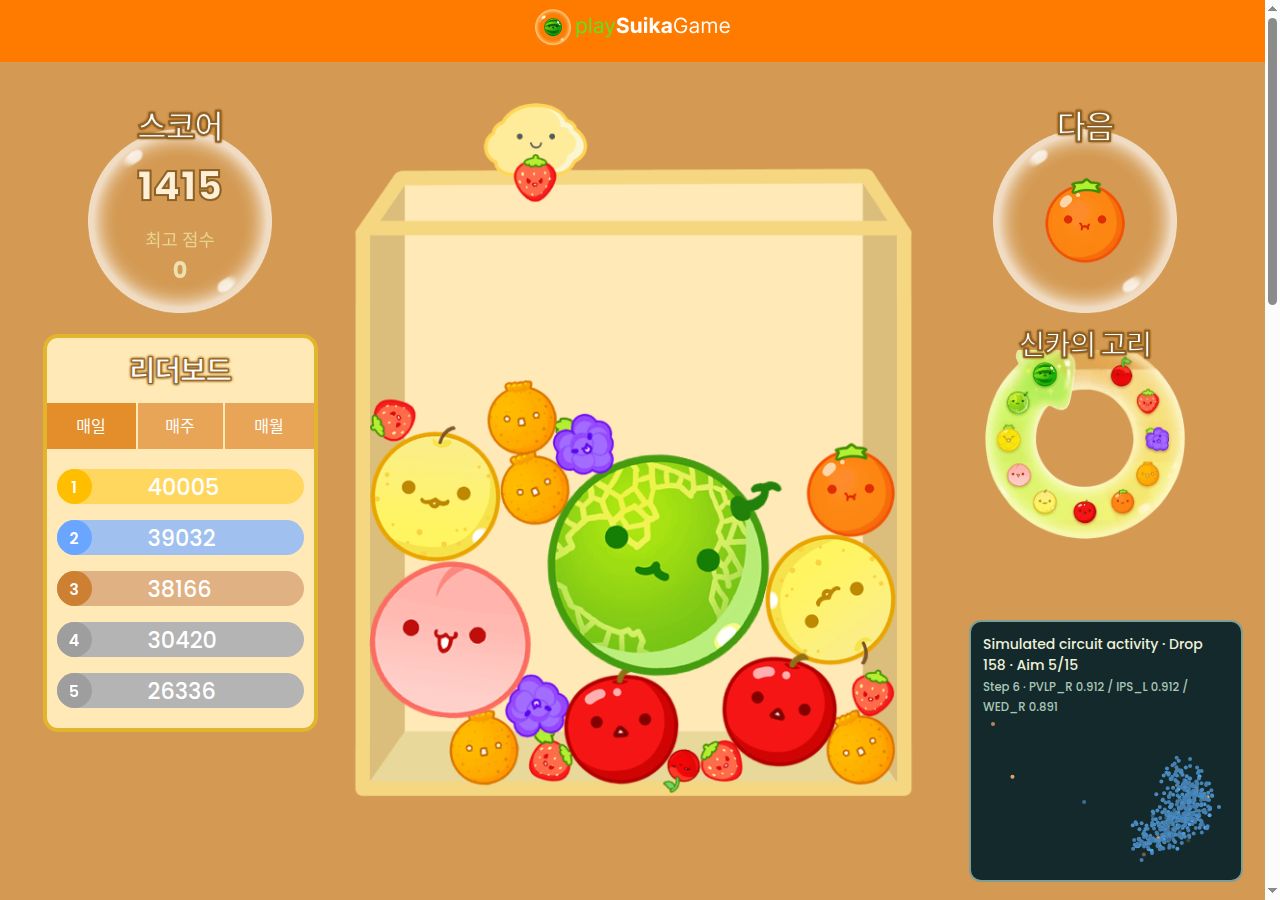 playSuikaGame
스코어
1415
최고 점수
0
다음
리더보드
매일 매주 매월
1 40005
2 39032
3 38166
4 30420
5 26336
신카의 고리
Simulated circuit activity · Drop
158 · Aim 5/15
Step 6 · PVLP_R 0.912 / IPS_L 0.912 /
WED_R 0.891